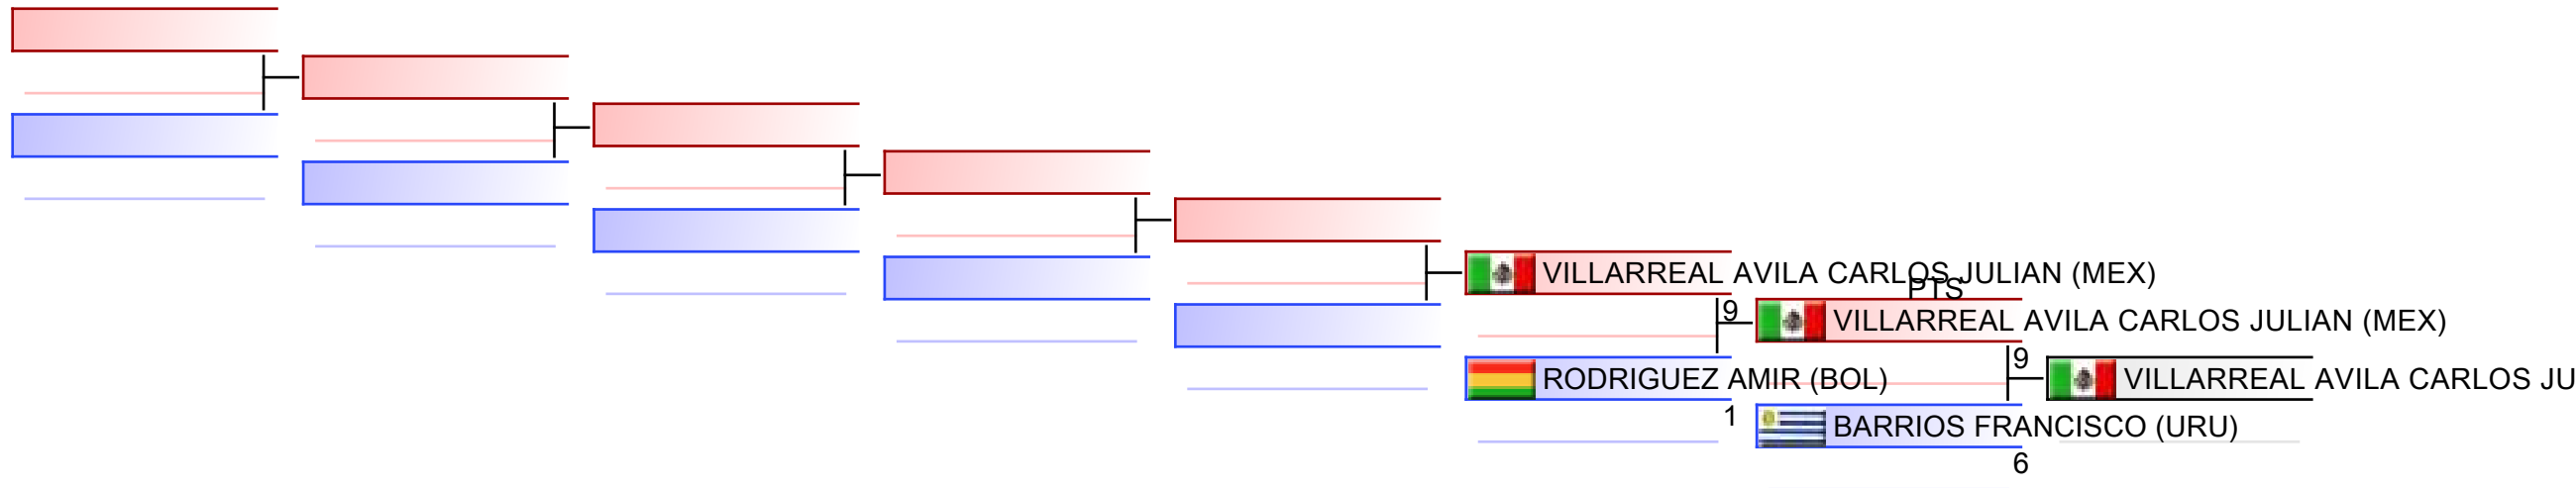 VILLARREAL AVILA CARLOS JULIAN (MEX)
PTS
9
VILLARREAL AVILA CARLOS JULIAN (MEX)
RODRIGUEZ AMIR (BOL)
1
9
VILLARREAL AVILA CARLOS JU
BARRIOS FRANCISCO (URU)
6